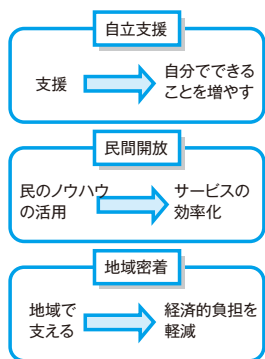 自立支援
支援
自分でできる
ことを増やす
民間開放
民のノウハウ
の活用
サービスの
効率化
地域密着
地域で
支える
経済的負担を
軽減